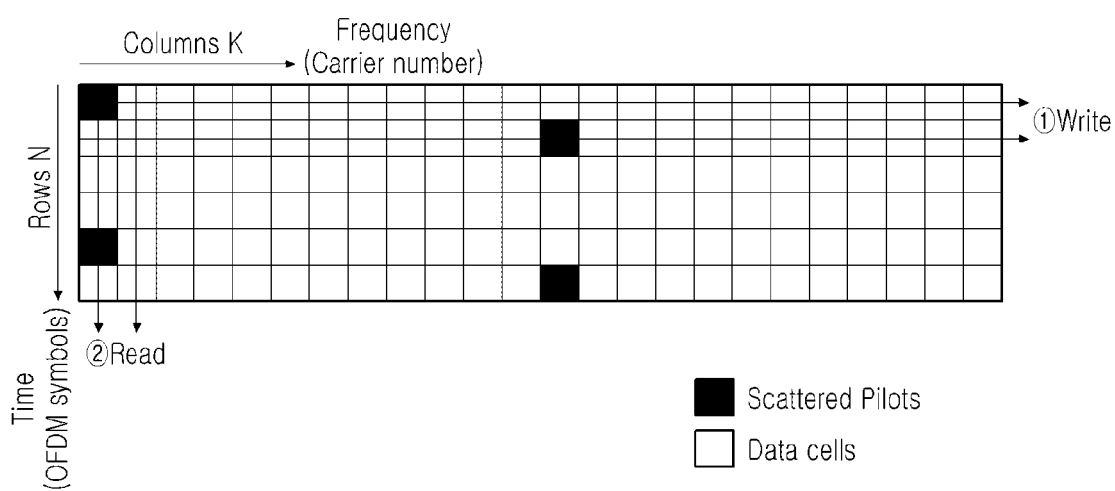 Columns K
Frequency
(Carrier number)
①Write
Rows N
②Read
Time
(OFDM symbols)
Scattered Pilots
Data cells